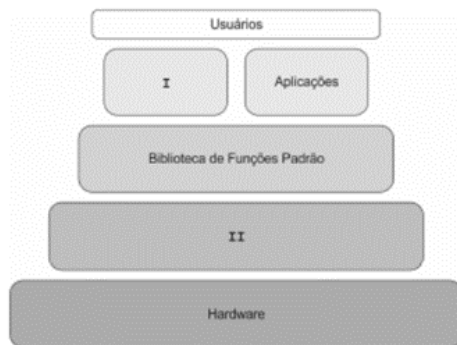 Usuários
I
Aplicações
Biblioteca de Funções Padrão
II
Hardware